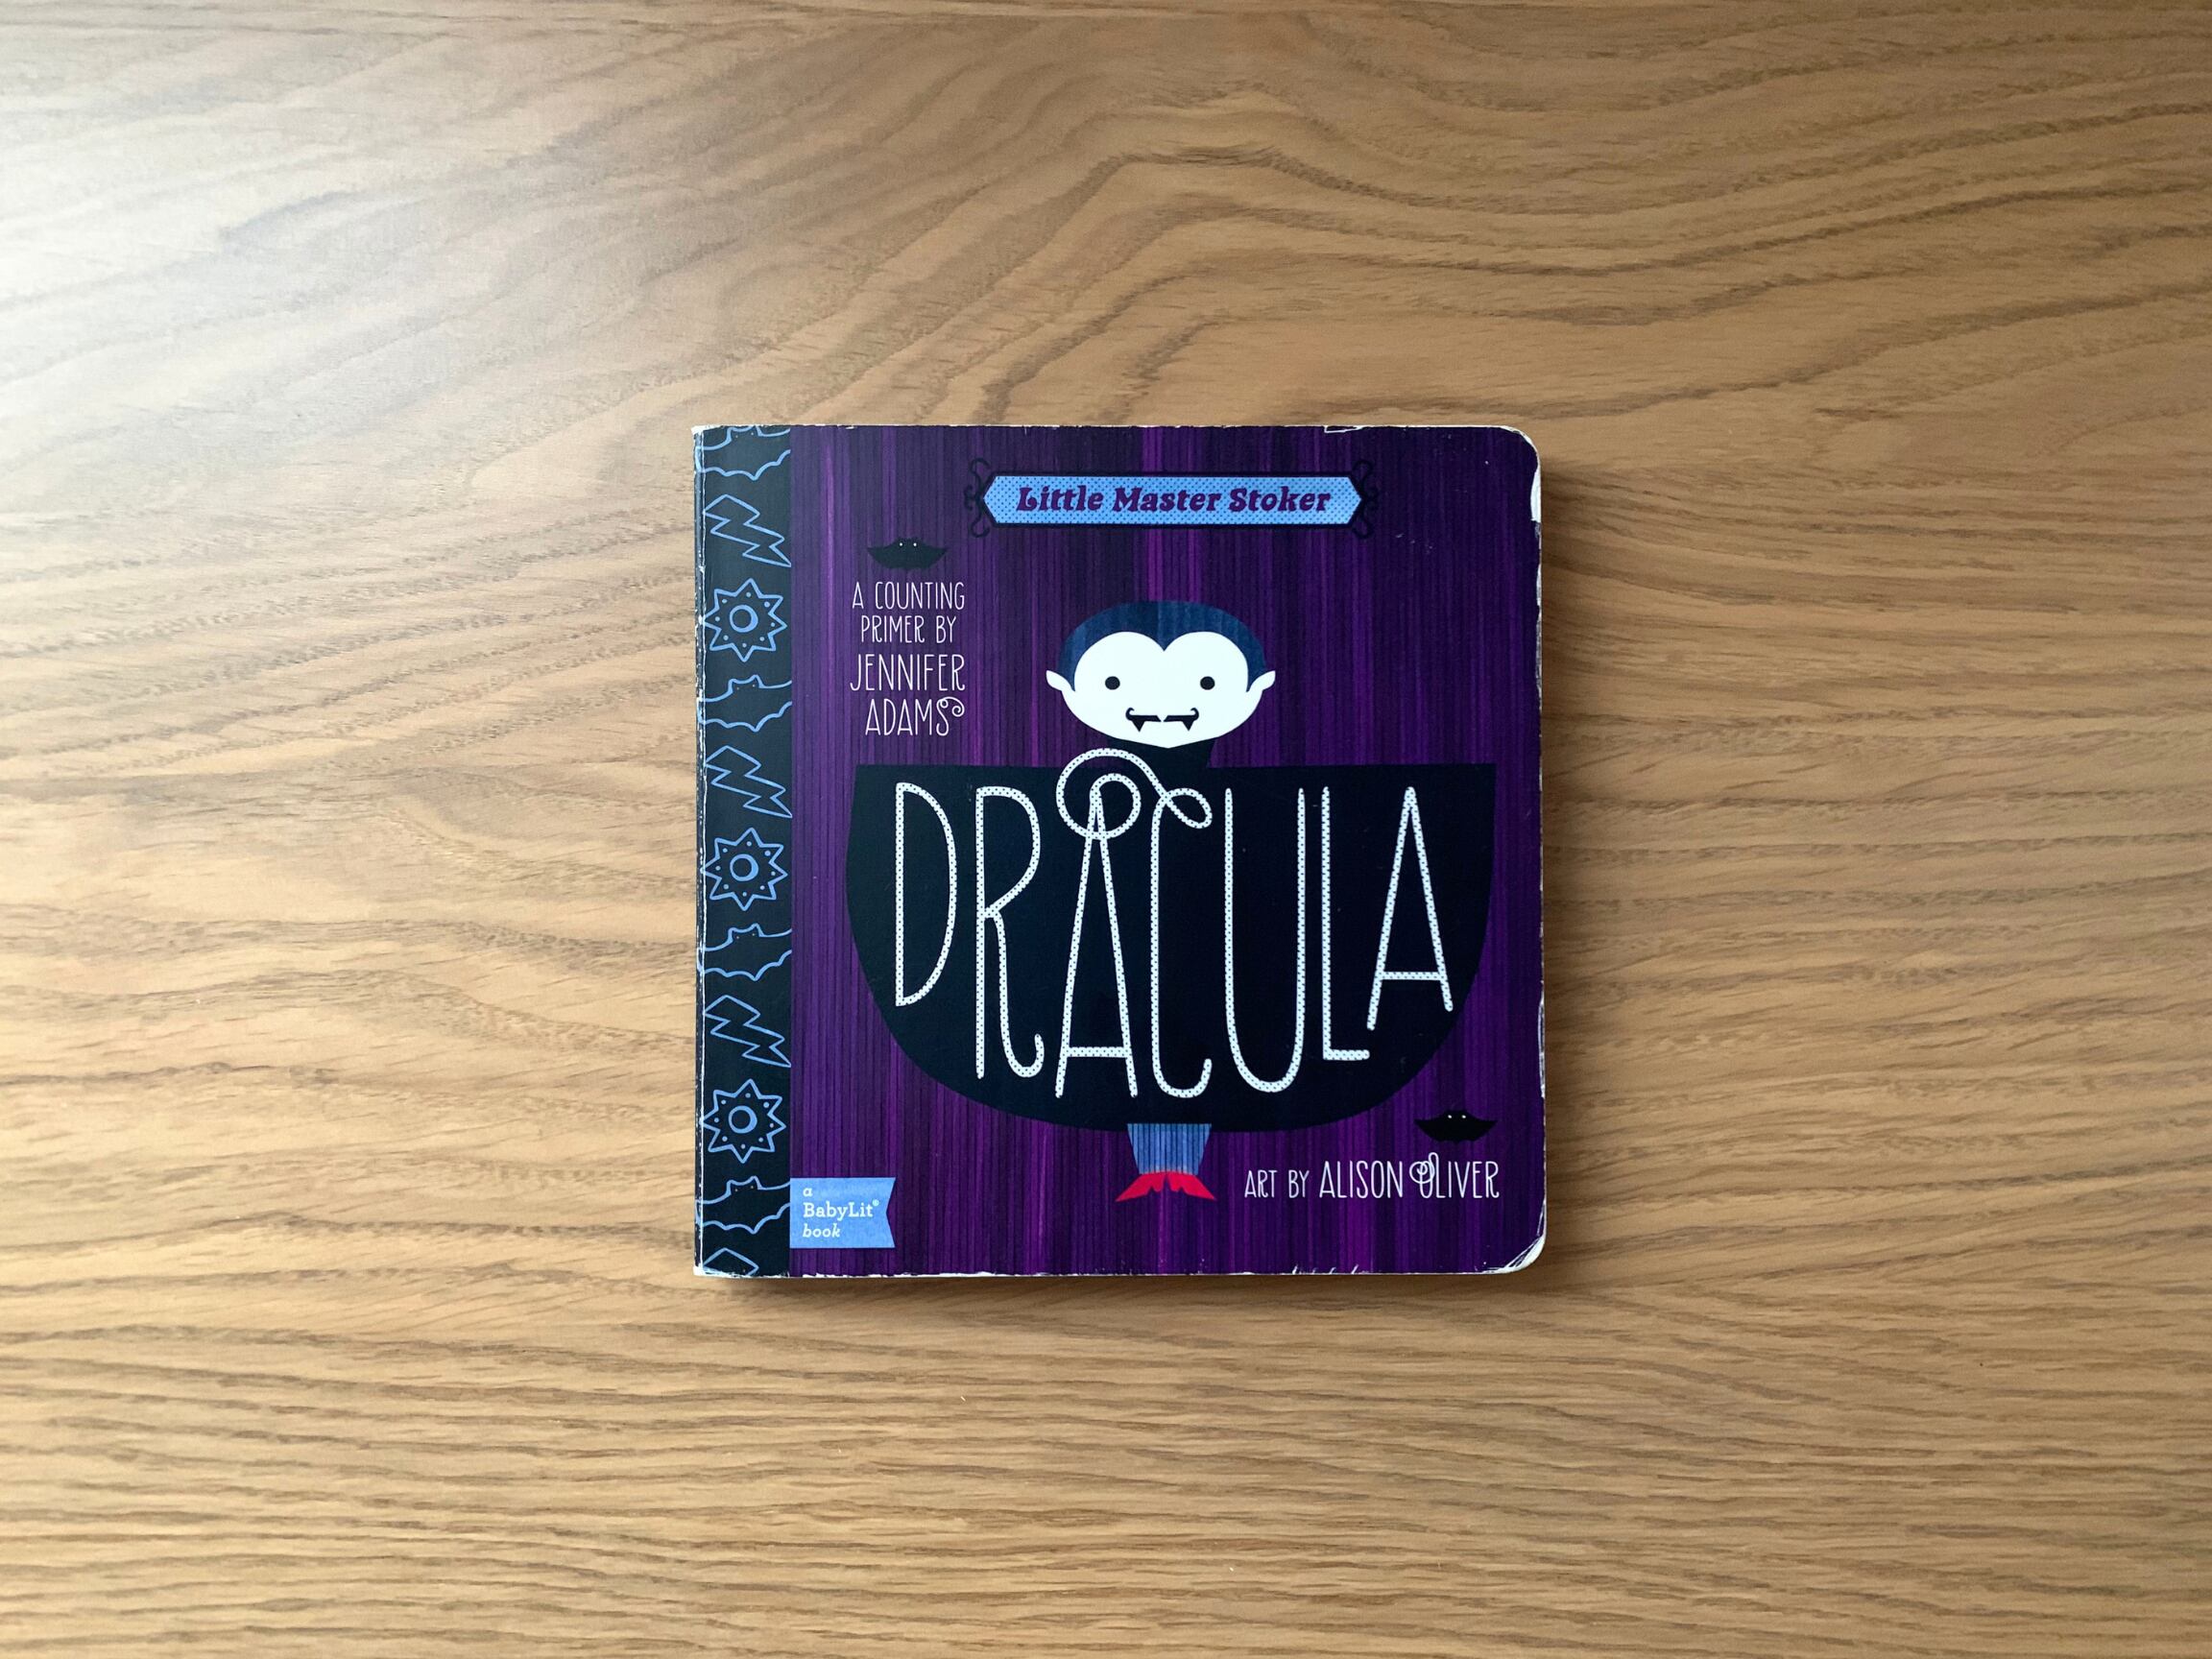 Little Master Stoker
A COUNTING
PRIMER BY
JENNIFER
ADAMS
DRACULA
ART BY ALISON OLIVER
a
BabyLit®
book